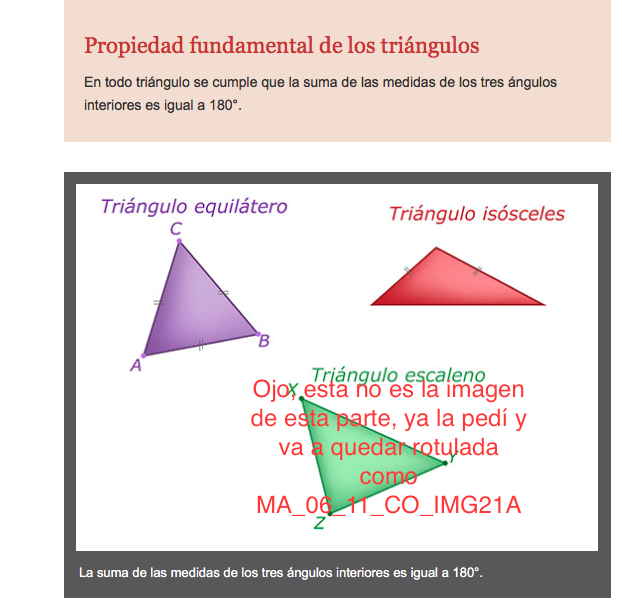 Propiedad fundamental de los triángulos
En todo triángulo se cumple que la suma de las medidas de los tres ángulos
interiores es igual a 180°.
Triángulo equilátero
C
A
B
Triángulo isósceles
Triángulo escaleno
X
Y
Z
Ojo, esta no es la imagen
de esta parte, ya la pedí y
va a quedar rotulada
como
MA_06_11_CO_IMG21A
La suma de las medidas de los tres ángulos interiores es igual a 180°.